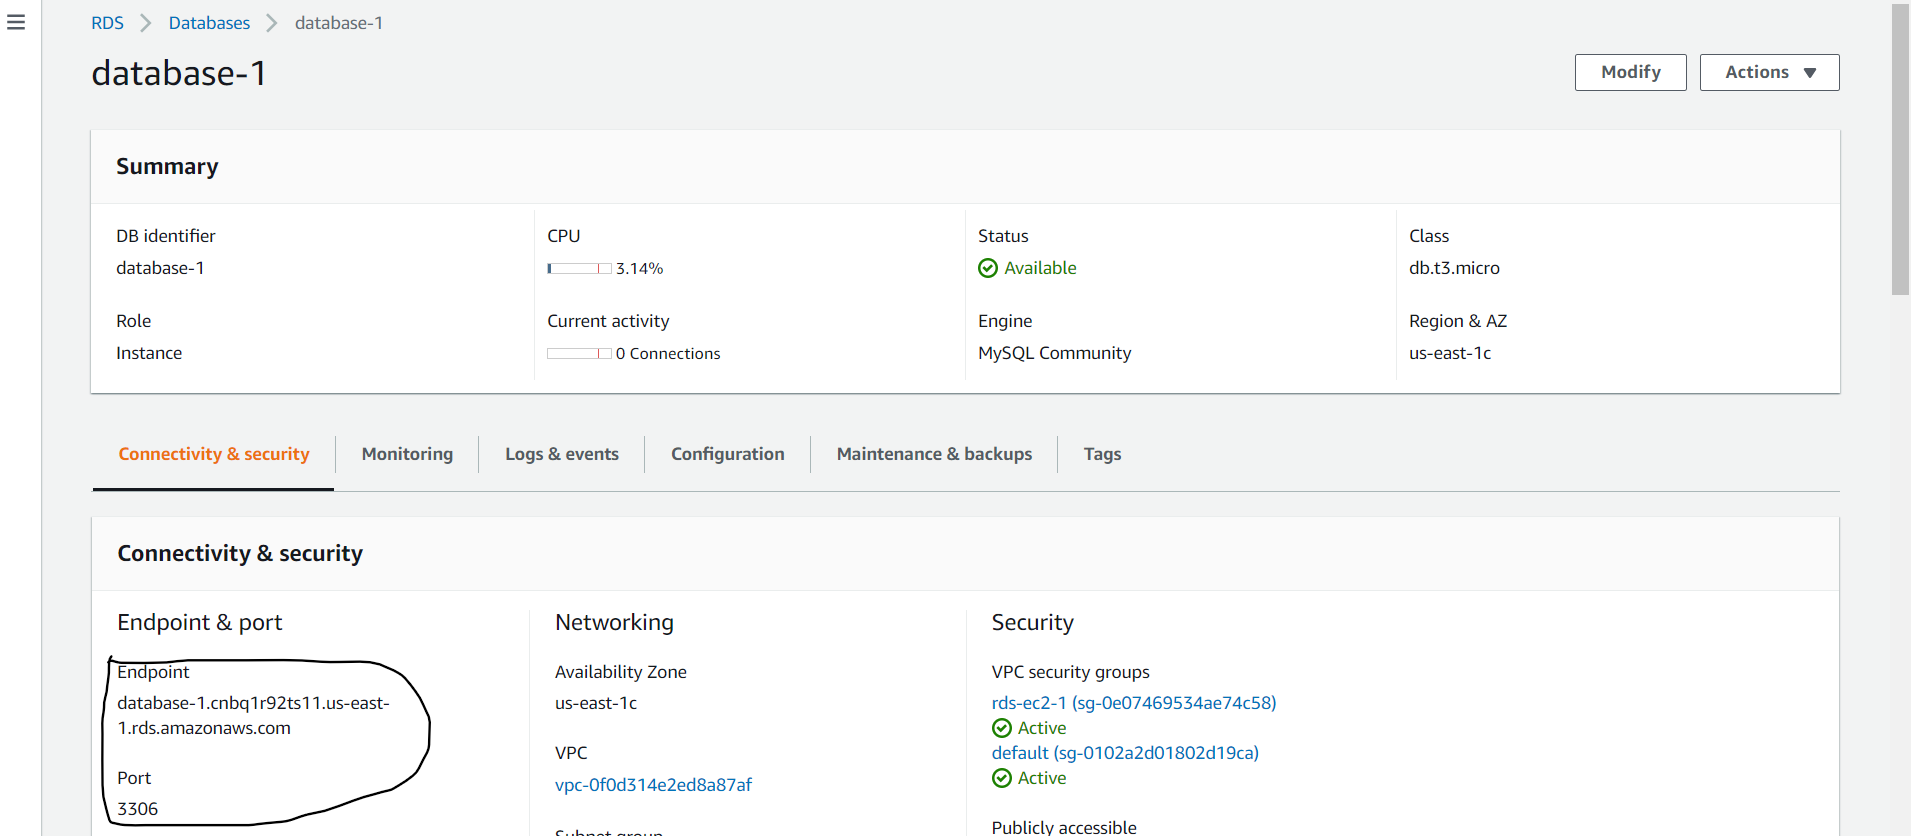 RDS > Databases > database-1
database-1
Modify
Actions
Summary
DB identifier
database-1
CPU
3.14%
Status
Available
Class
db.t3.micro
Role
Instance
Current activity
0 Connections
Engine
MySQL Community
Region & AZ
us-east-1c
Connectivity & security
Monitoring
Logs & events
Configuration
Maintenance & backups
Tags
Connectivity & security
Endpoint & port
Endpoint
database-1.cnbq1r92ts11.us-east-
1.rds.amazonaws.com
Port
3306
Networking
Availability Zone
us-east-1c
VPC
vpc-0f0d314e2ed8a87af
Subnet group
Security
VPC security groups
rds-ec2-1 (sg-0e07469534ae74c58)
Active
default (sg-0102a2d01802d19ca)
Active
Publicly accessible